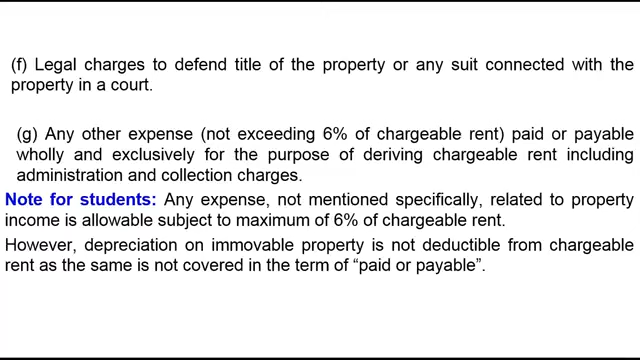 (f) Legal charges to defend title of the property or any suit connected with the
property in a court.
(g) Any other expense (not exceeding 6% of chargeable rent) paid or payable
wholly and exclusively for the purpose of deriving chargeable rent including
administration and collection charges.
Note for students: Any expense, not mentioned specifically, related to property
income is allowable subject to maximum of 6% of chargeable rent.
However, depreciation on immovable property is not deductible from chargeable
rent as the same is not covered in the term of “paid or payable”.